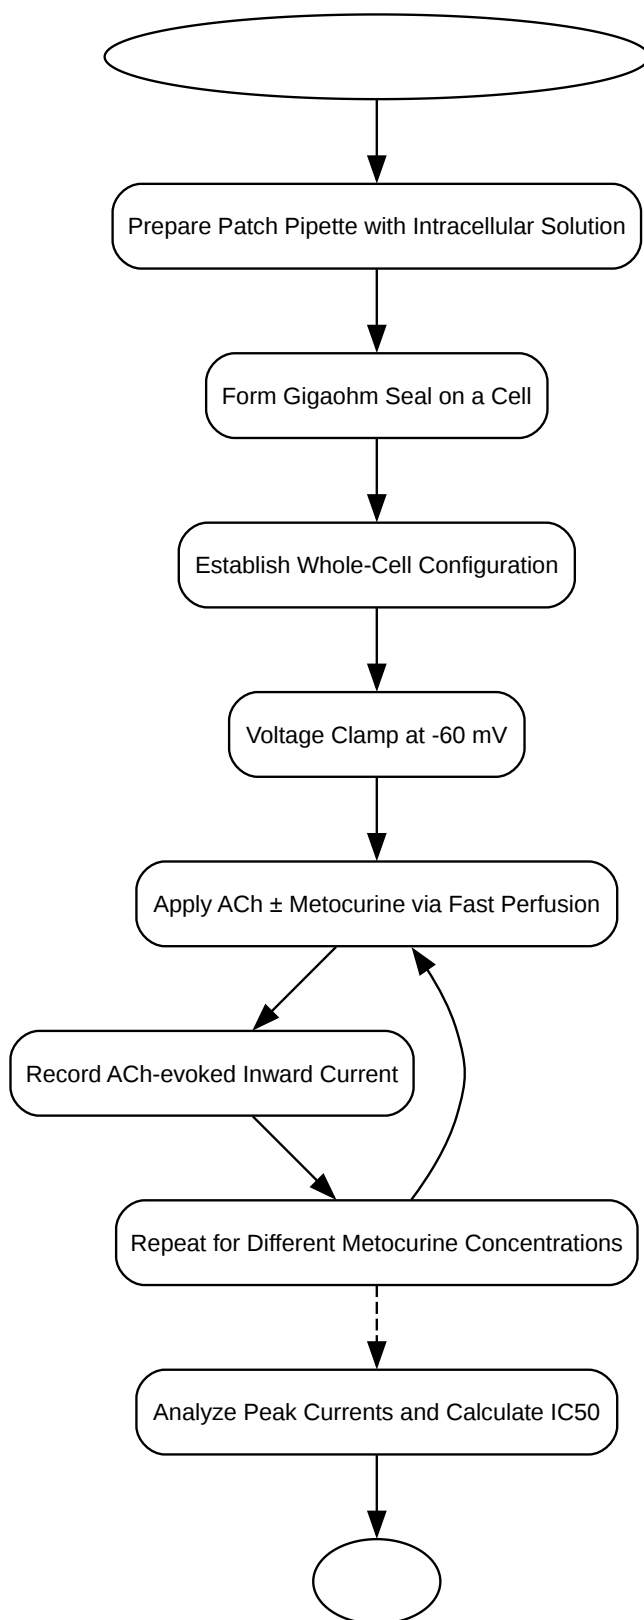 Prepare Patch Pipette with Intracellular Solution
Form Gigaohm Seal on a Cell
Establish Whole-Cell Configuration
Voltage Clamp at -60 mV
Apply ACh ± Metocurine via Fast Perfusion
Record ACh-evoked Inward Current
Repeat for Different Metocurine Concentrations
Analyze Peak Currents and Calculate IC50